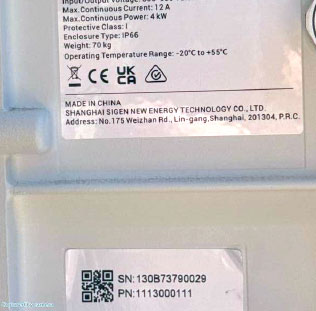 Max.Continuous Current: 12 A
Max.Continuous Power: 4 kW
Protective Class: I
Enclosure Type: IP66
Weight: 70 kg
Operating Temperature Range: -20°C to +55°C
CE UK CA
MADE IN CHINA
SHANGHAI SIGEN NEW ENERGY TECHNOLOGY CO., LTD.
Address: No.175 Weizhan Rd., Lin-gang, Shanghai, 201304, P.R.C.
SN:130B73790029
PN:1113000111